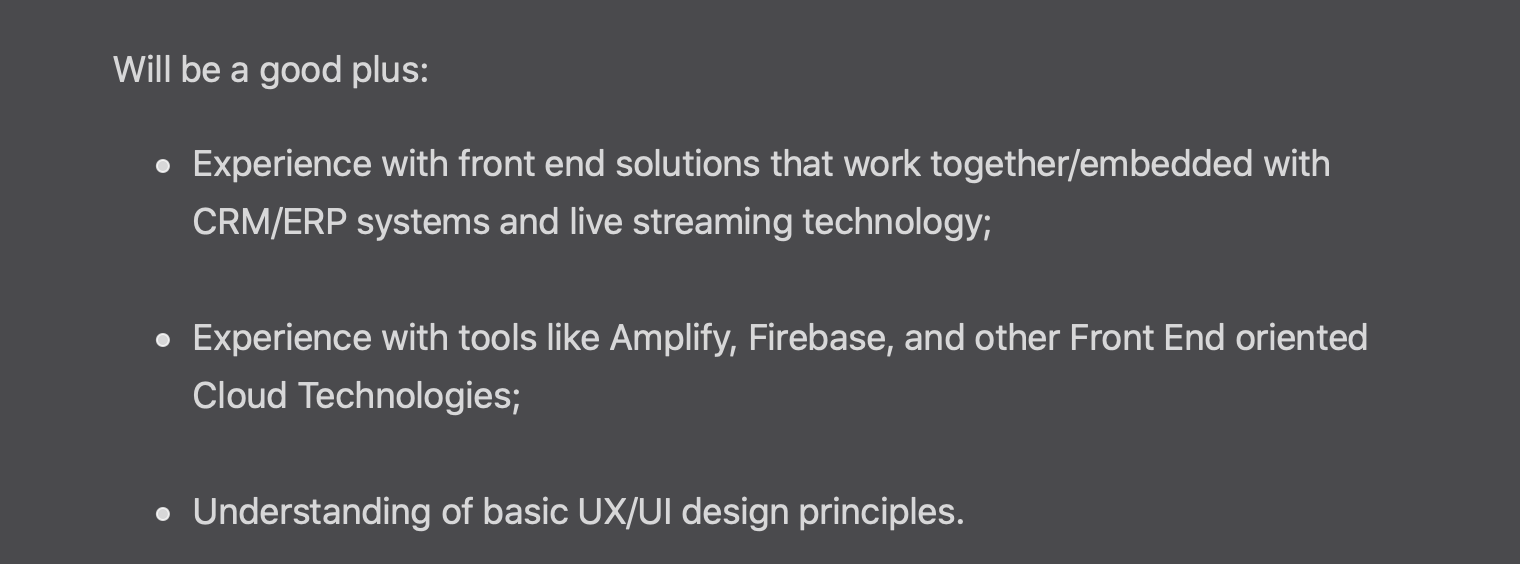 Will be a good plus:
• Experience with front end solutions that work together/embedded with
CRM/ERP systems and live streaming technology;
• Experience with tools like Amplify, Firebase, and other Front End oriented
Cloud Technologies;
• Understanding of basic UX/UI design principles.